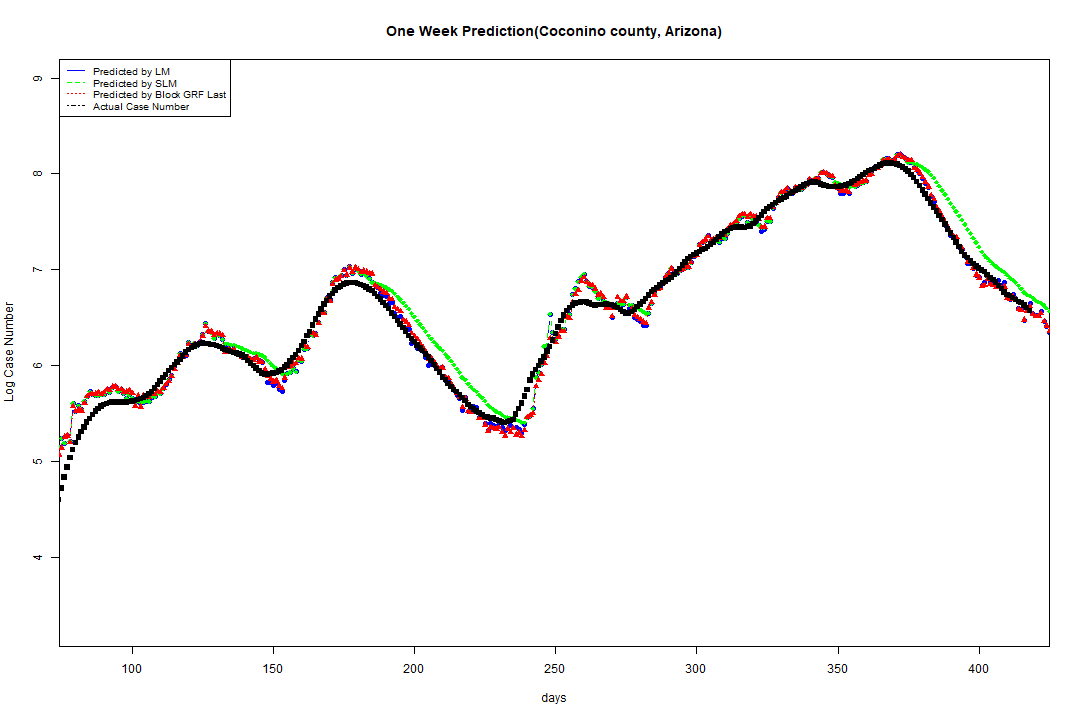 One Week Prediction(Coconino county, Arizona)
Predicted by LM
Predicted by SLM
Predicted by Block GRF Last
Actual Case Number
9
8
7
6
5
4
Log Case Number
100 150 200 250 300 350 400
days